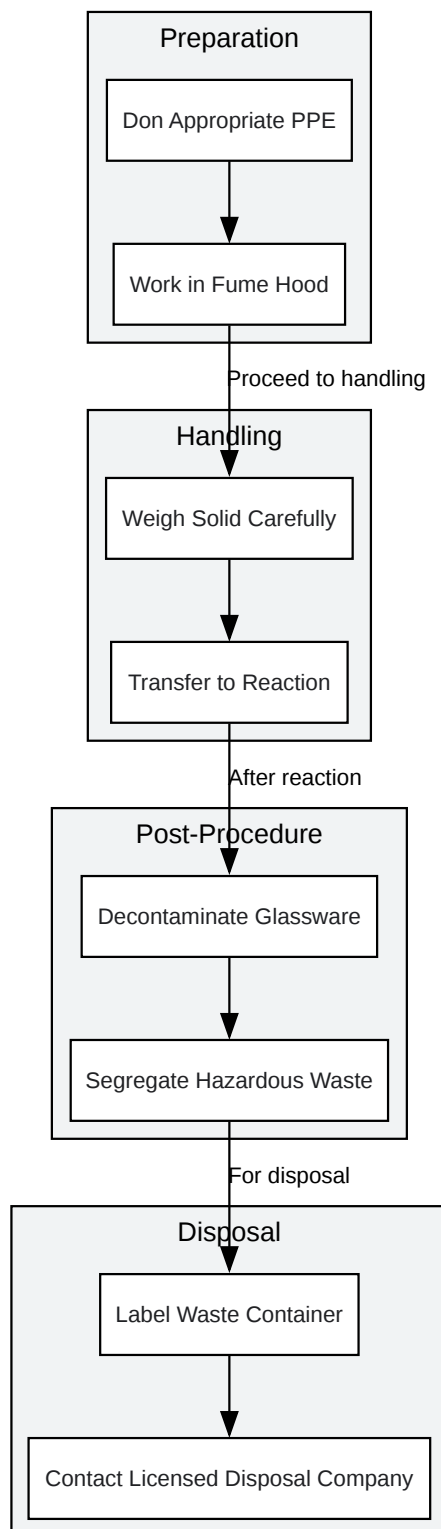 Preparation
Don Appropriate PPE
Work in Fume Hood
Proceed to handling
Handling
Weigh Solid Carefully
Transfer to Reaction
After reaction
Post-Procedure
Decontaminate Glassware
Segregate Hazardous Waste
For disposal
Disposal
Label Waste Container
Contact Licensed Disposal Company